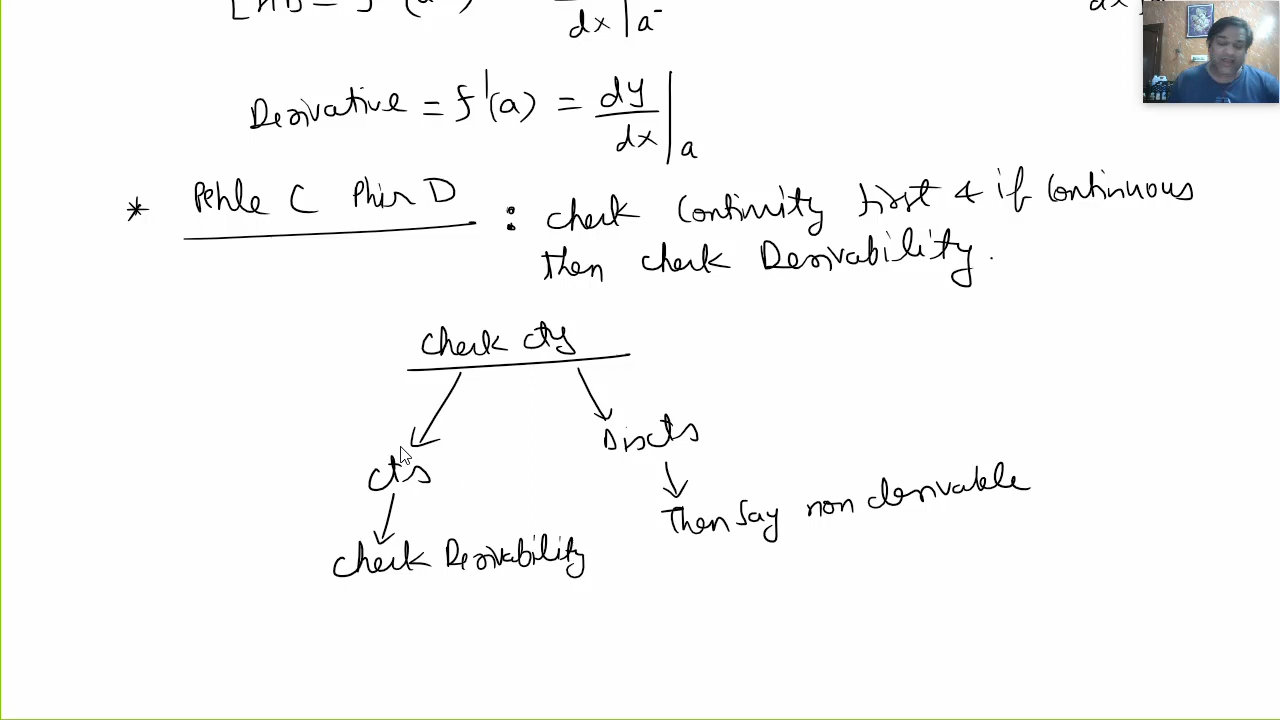 dx | a⁻
Derivative = f'(a) = dy/dx |a
* Pehle C Phir D : check Continuity first & if Continuous
then check Derivability.
Check cty
cts
Discts
Check Derivability
Then say non derivable